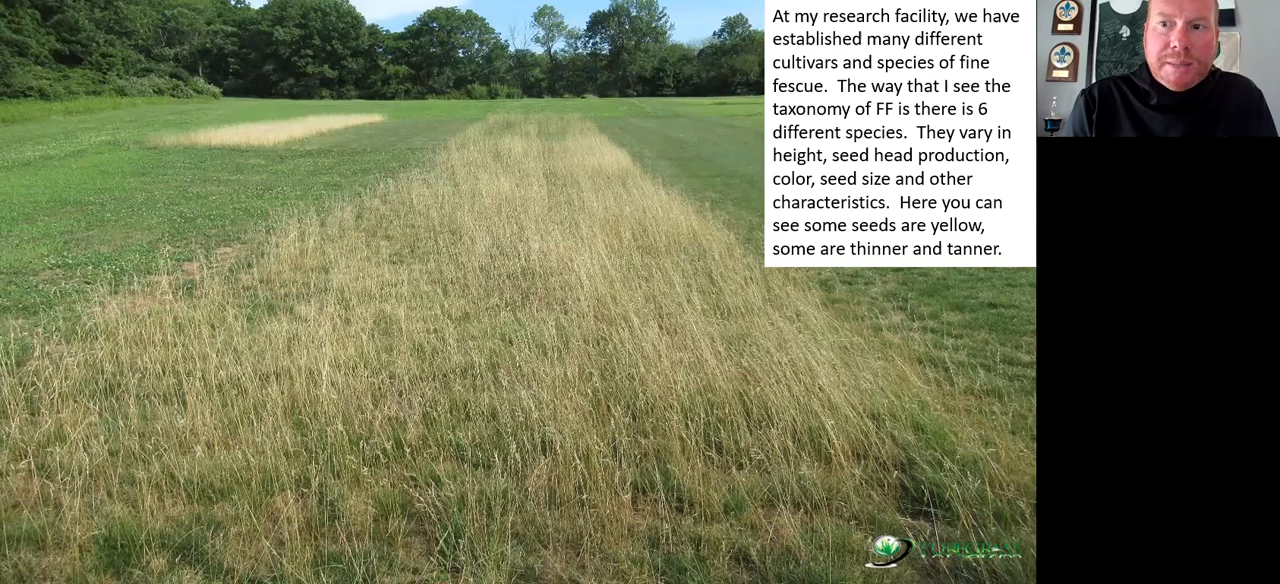 At my research facility, we have
established many different
cultivars and species of fine
fescue.  The way that I see the
taxonomy of FF is there is 6
different species.  They vary in
height, seed head production,
color, seed size and other
characteristics.  Here you can
see some seeds are yellow,
some are thinner and tanner.